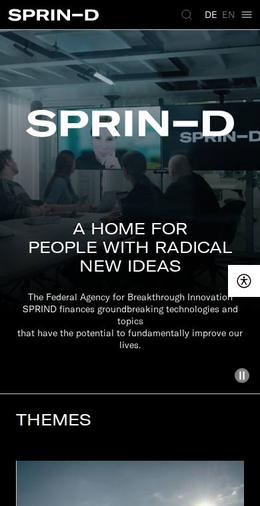 SPRIN-D
DE EN
SPRIN-D
SPRIN-D
A HOME FOR
PEOPLE WITH RADICAL
NEW IDEAS
The Federal Agency for Breakthrough Innovation
SPRIND finances groundbreaking technologies and
topics
that have the potential to fundamentally improve our
lives.
THEMES